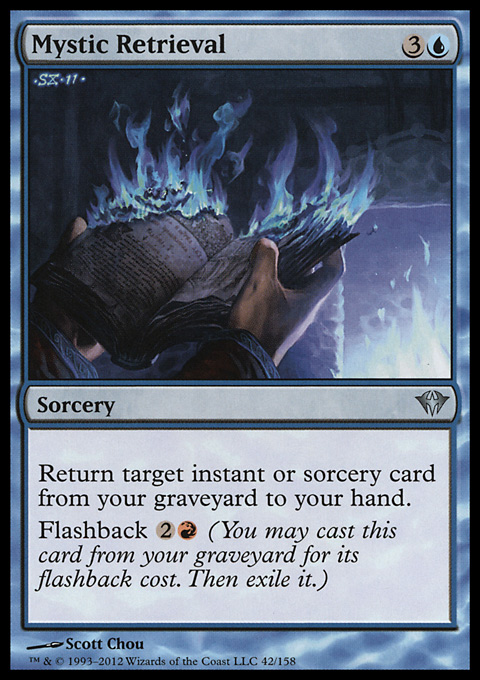 Mystic Retrieval 3
·SZ·11·
Sorcery
Return target instant or sorcery card
from your graveyard to your hand.
Flashback 2 (You may cast this
card from your graveyard for its
flashback cost. Then exile it.)
Scott Chou
™ & © 1993–2012 Wizards of the Coast LLC 42/158